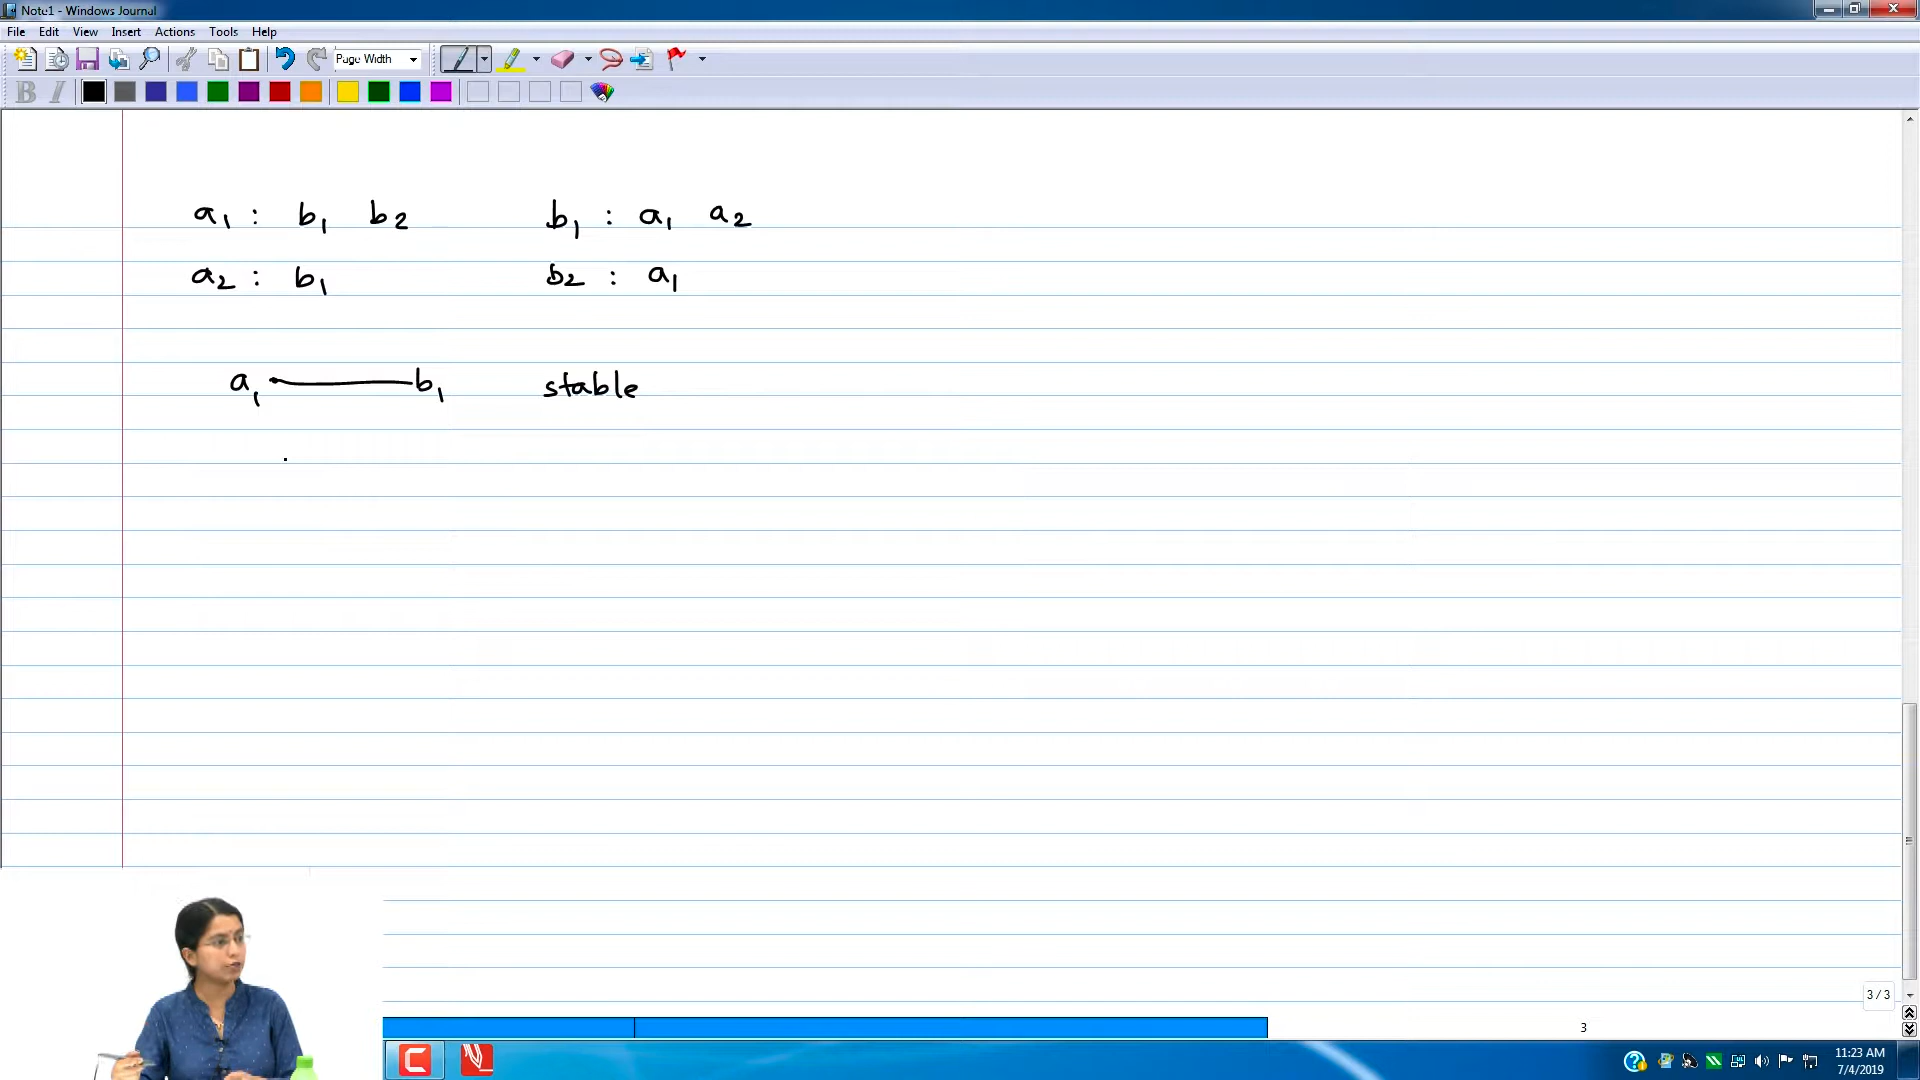 Note1 - Windows Journal
File Edit View Insert Actions Tools Help
Page Width
B I
a1 : b1 b2 b1 : a1 a2
a2 : b1 b2 : a1
a1 b1 stable
3 / 3
3
11:23 AM
7/4/2019